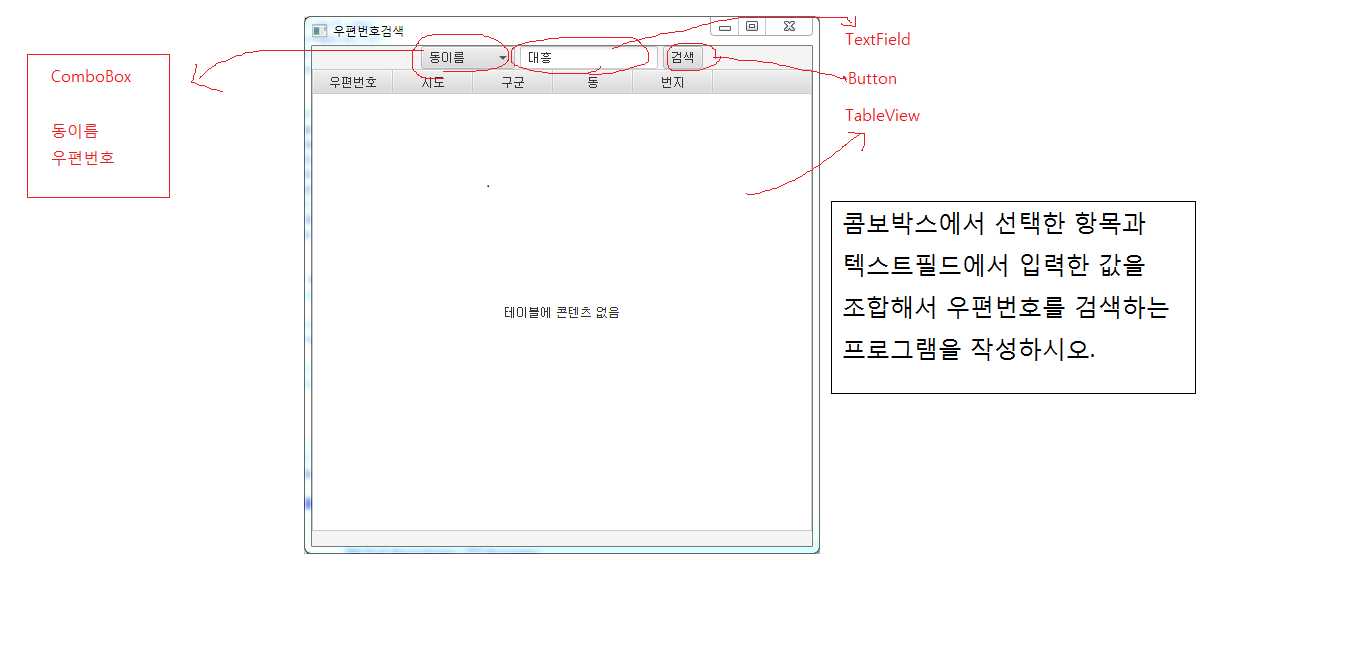 우편번호검색
동이름
대흥
검색
우편번호
시도
구군
동
번지
테이블에 콘텐츠 없음
ComboBox
동이름
우편번호
TextField
Button
TableView
콤보박스에서 선택한 항목과
텍스트필드에서 입력한 값을
조합해서 우편번호를 검색하는
프로그램을 작성하시오.